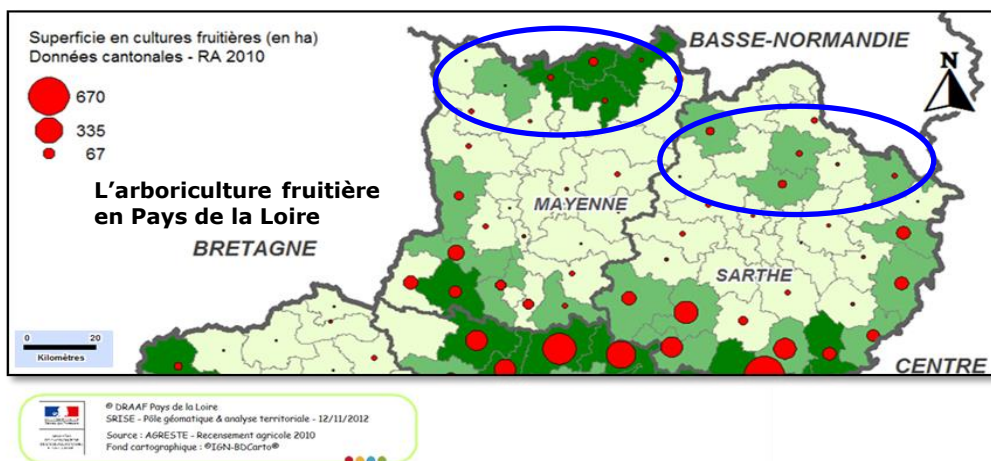 Superficie en cultures fruitières (en ha)
Données cantonales - RA 2010
670
335
67
L'arboriculture fruitière
en Pays de la Loire
BASSE-NORMANDIE
N
MAYENNE
BRETAGNE
SARTHE
CENTRE
0 20
Kilomètres
© DRAAF Pays de la Loire
SRISE - Pôle géomatique & analyse territoriale - 12/11/2012
Source : AGRESTE - Recensement agricole 2010
Fond cartographique : ©IGN-BDCarto®